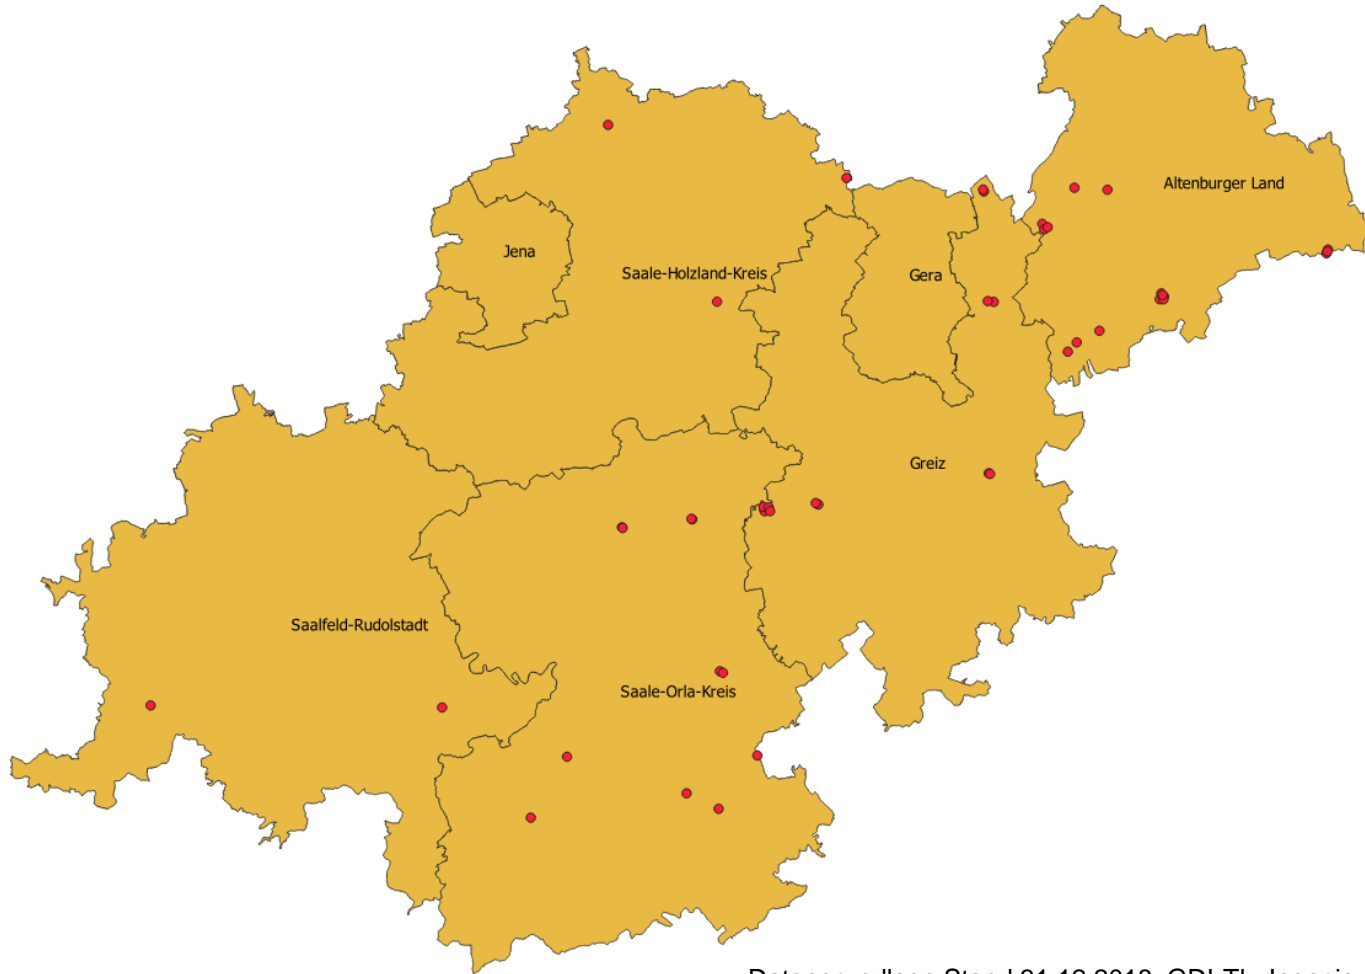 Altenburger Land
Jena
Saale-Holzland-Kreis
Gera
Greiz
Saalfeld-Rudolstadt
Saale-Orla-Kreis